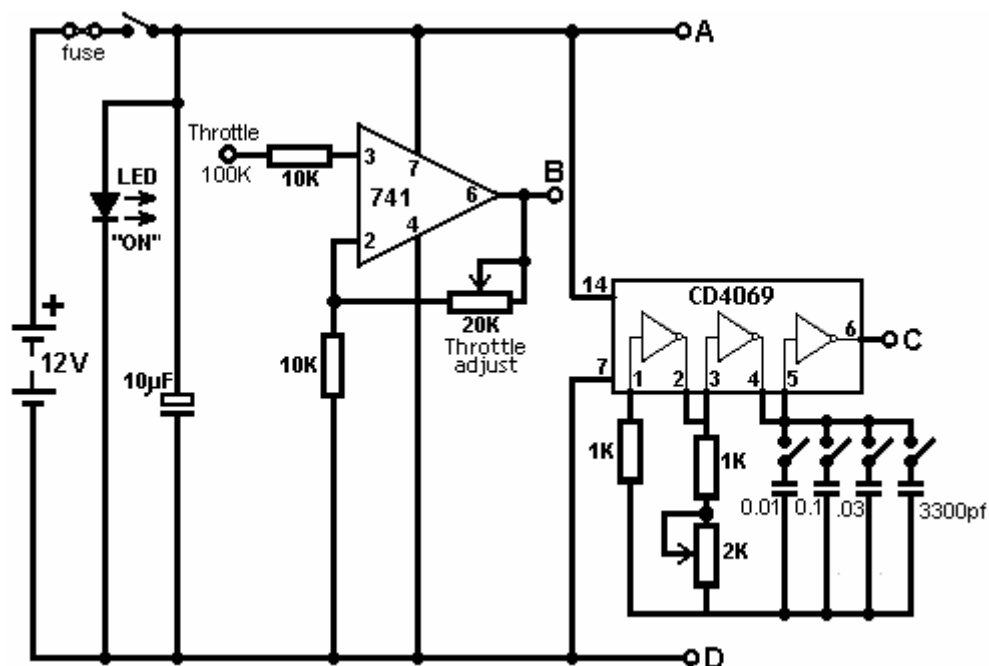 A
fuse
Throttle
100K
10K
3
7
741
6
B
4
2
LED
"ON"
+
12V
10µF
20K
Throttle
adjust
10K
14
CD4069
6
C
7
1
2
3
4
5
1K
1K
2K
0.01
0.1
.03
3300pf
D